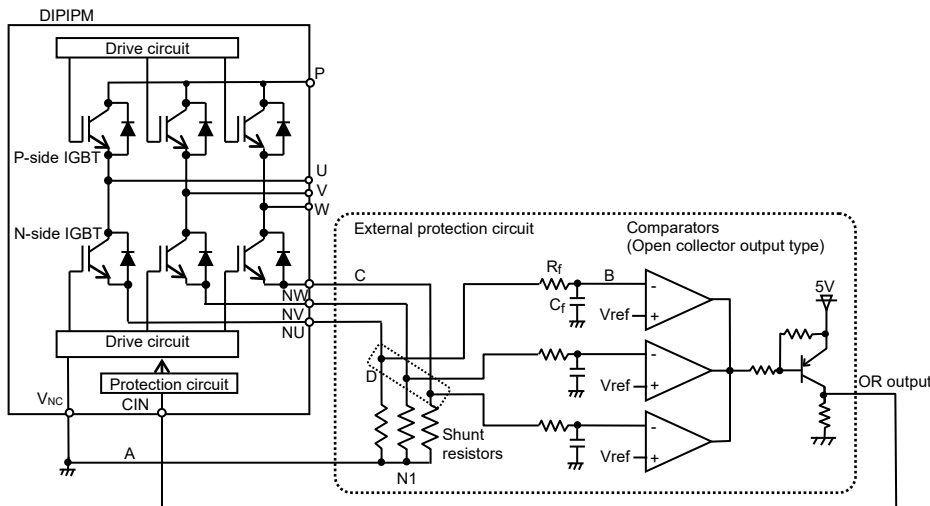 DIPIPM
Drive circuit
P
P-side IGBT
U
V
W
N-side IGBT
External protection circuit
Comparators
(Open collector output type)
C
Rf
B
5V
NW
Cf
Vref
-
+
NV
NU
Drive circuit
D
-
Vref
+
Protection circuit
OR output
VNC
CIN
Shunt
resistors
-
Vref
+
A
N1